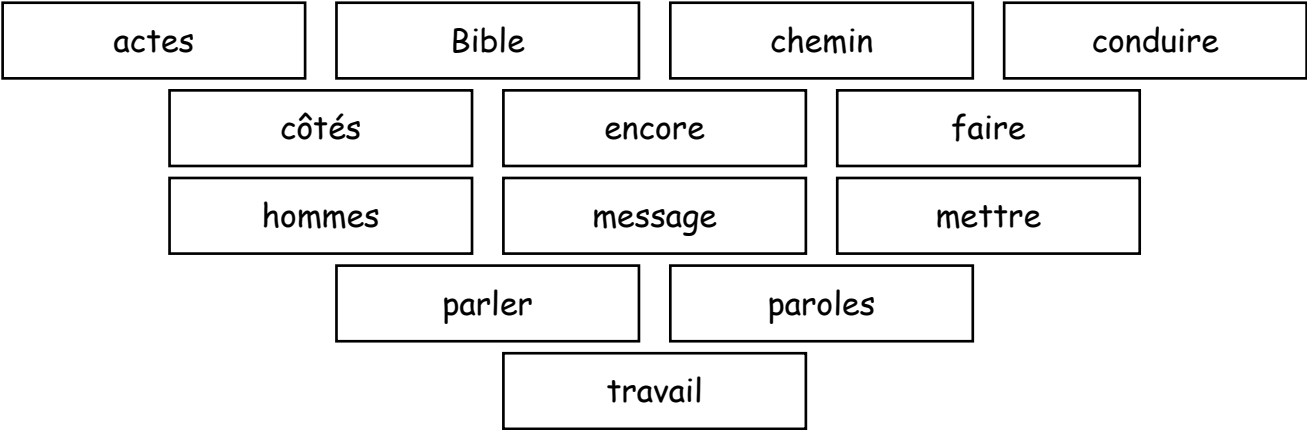 actes Bible chemin conduire
côtés encore faire
hommes message mettre
parler paroles
travail